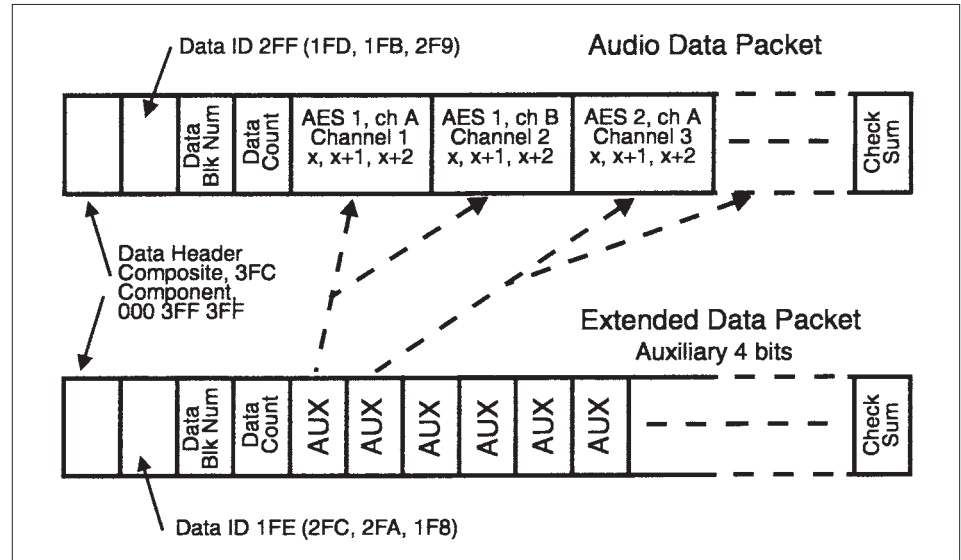 Data ID 2FF (1FD, 1FB, 2F9)
Audio Data Packet
Data
Blk Num
Data
Count
AES 1, ch A
Channel 1
x, x+1, x+2
AES 1, ch B
Channel 2
x, x+1, x+2
AES 2, ch A
Channel 3
x, x+1, x+2
Check
Sum
Data Header
Composite, 3FC
Component,
000 3FF 3FF
Extended Data Packet
Auxiliary 4 bits
Data
Blk Num
Data
Count
AUX
AUX
AUX
AUX
AUX
AUX
Check
Sum
Data ID 1FE (2FC, 2FA, 1F8)